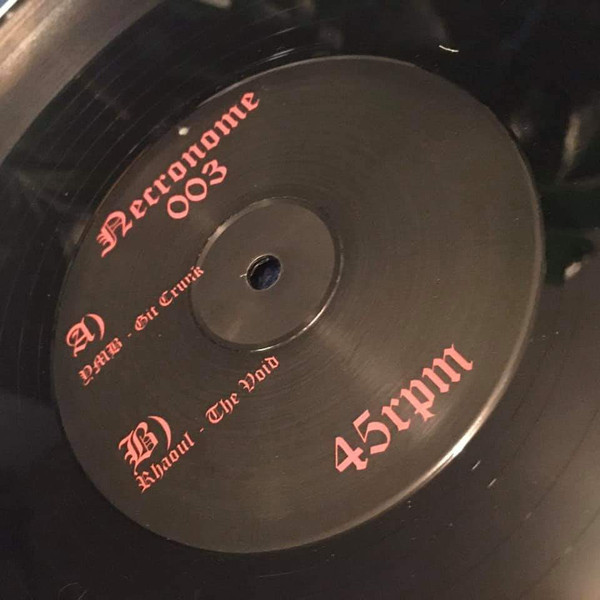 Necronome
003
A)
YMB - Git Crunk
B)
Rhaoul - The Void
45rpm